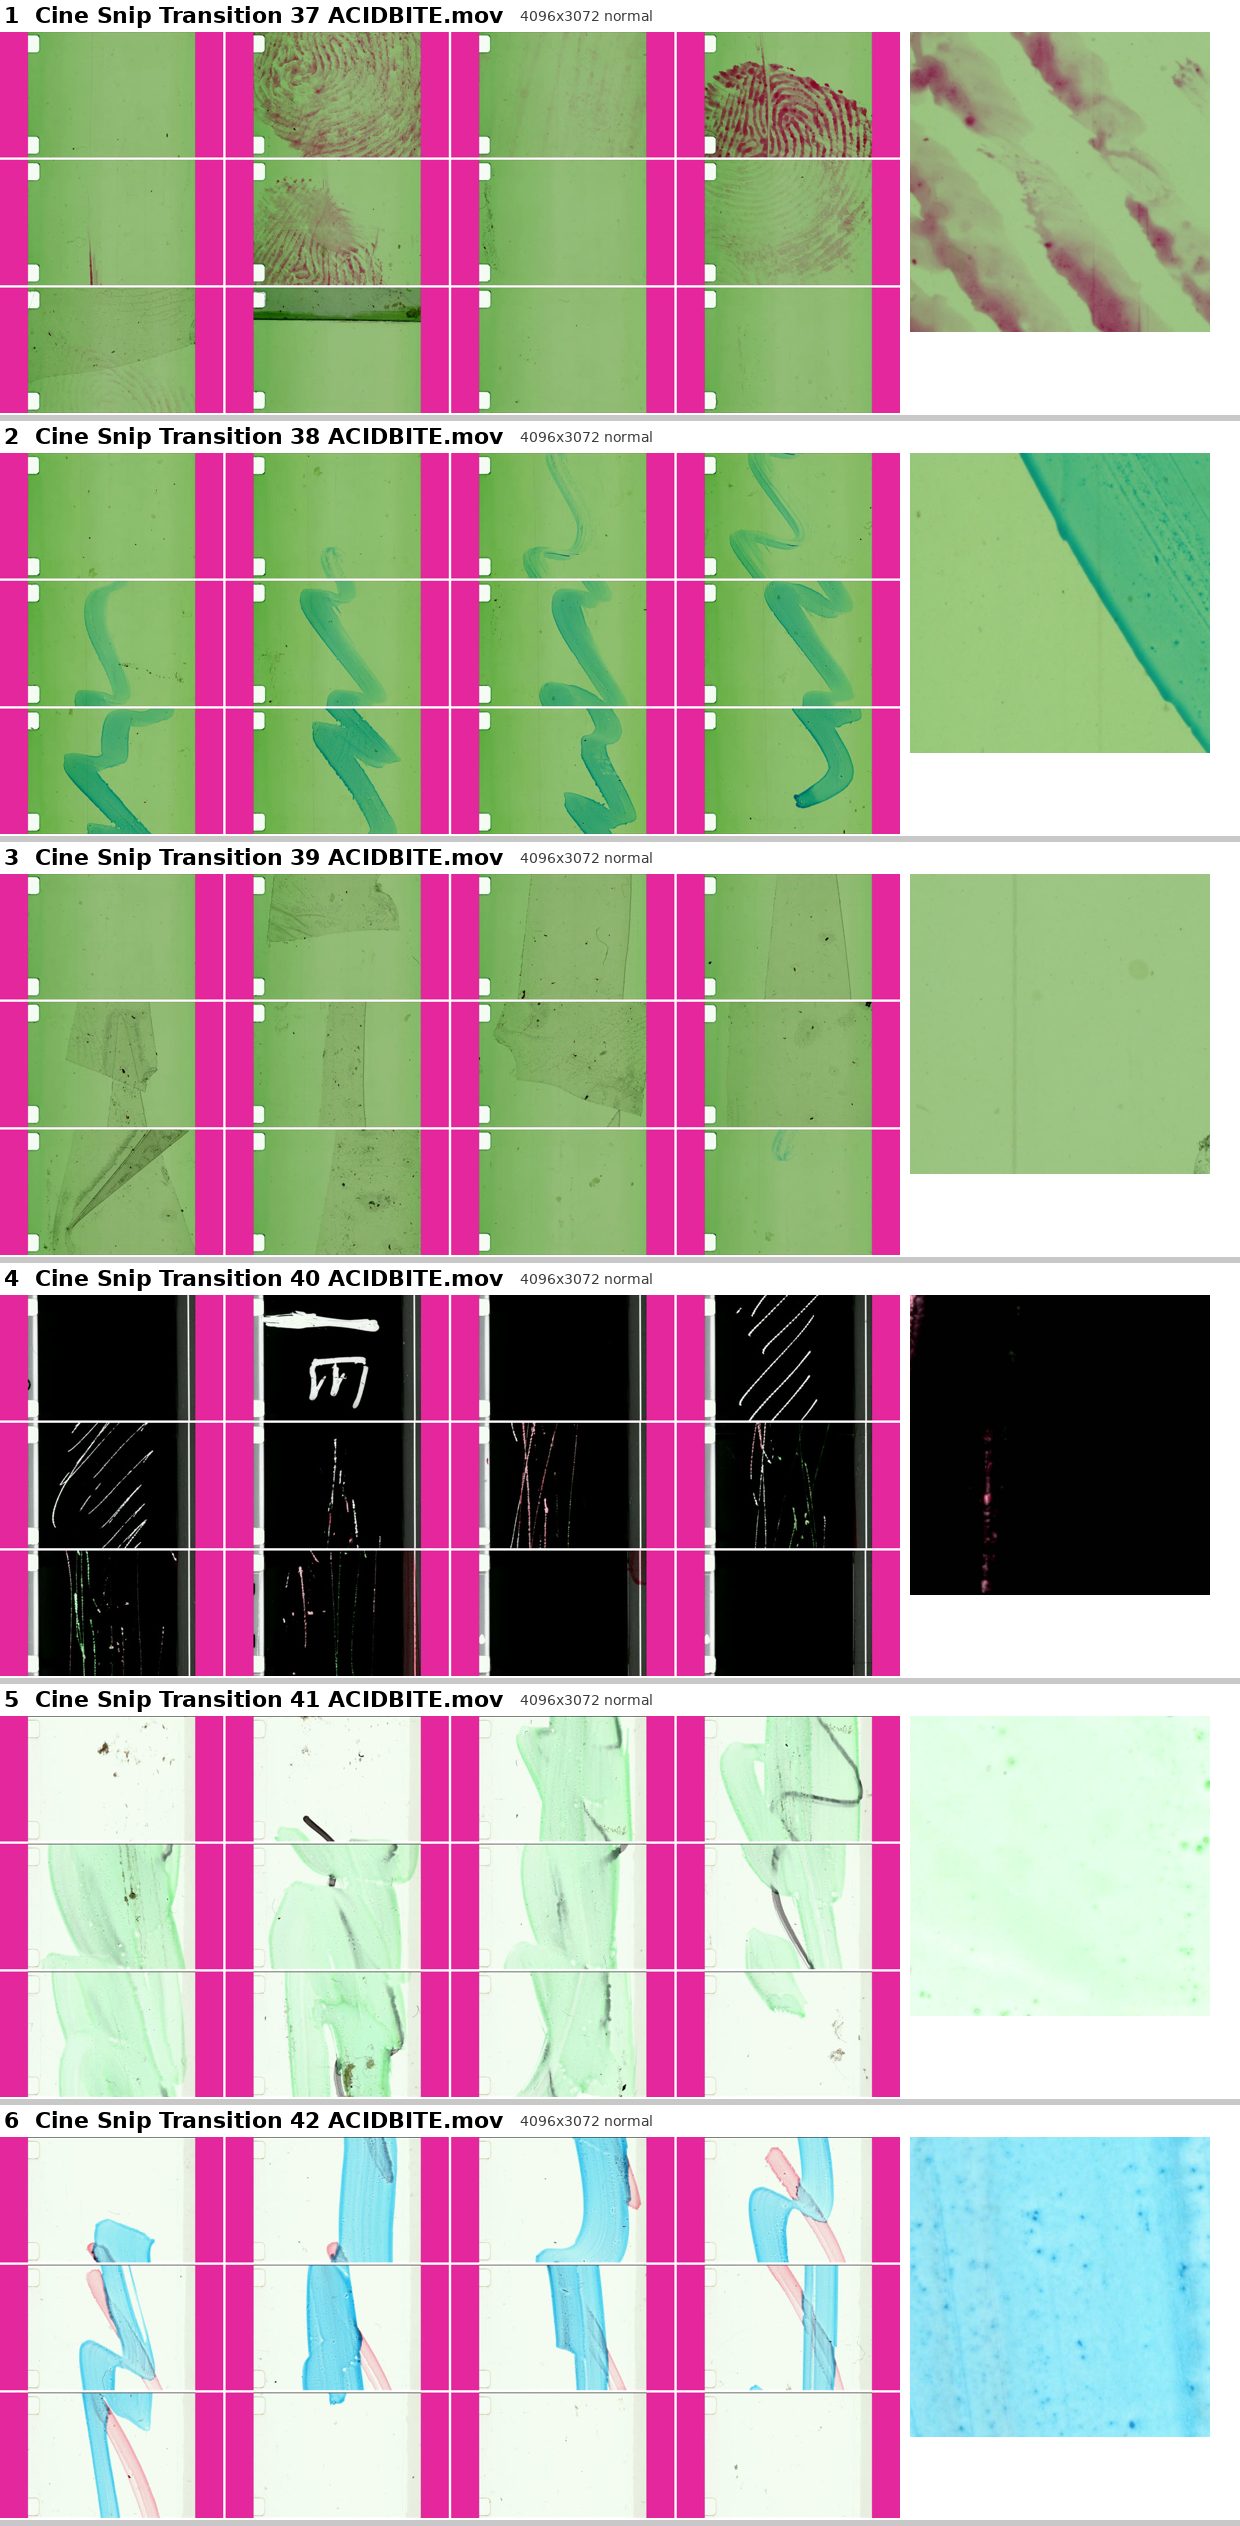 1 Cine Snip Transition 37 ACIDBITE.mov 4096x3072 normal
2 Cine Snip Transition 38 ACIDBITE.mov 4096x3072 normal
3 Cine Snip Transition 39 ACIDBITE.mov 4096x3072 normal
4 Cine Snip Transition 40 ACIDBITE.mov 4096x3072 normal
5 Cine Snip Transition 41 ACIDBITE.mov 4096x3072 normal
6 Cine Snip Transition 42 ACIDBITE.mov 4096x3072 normal